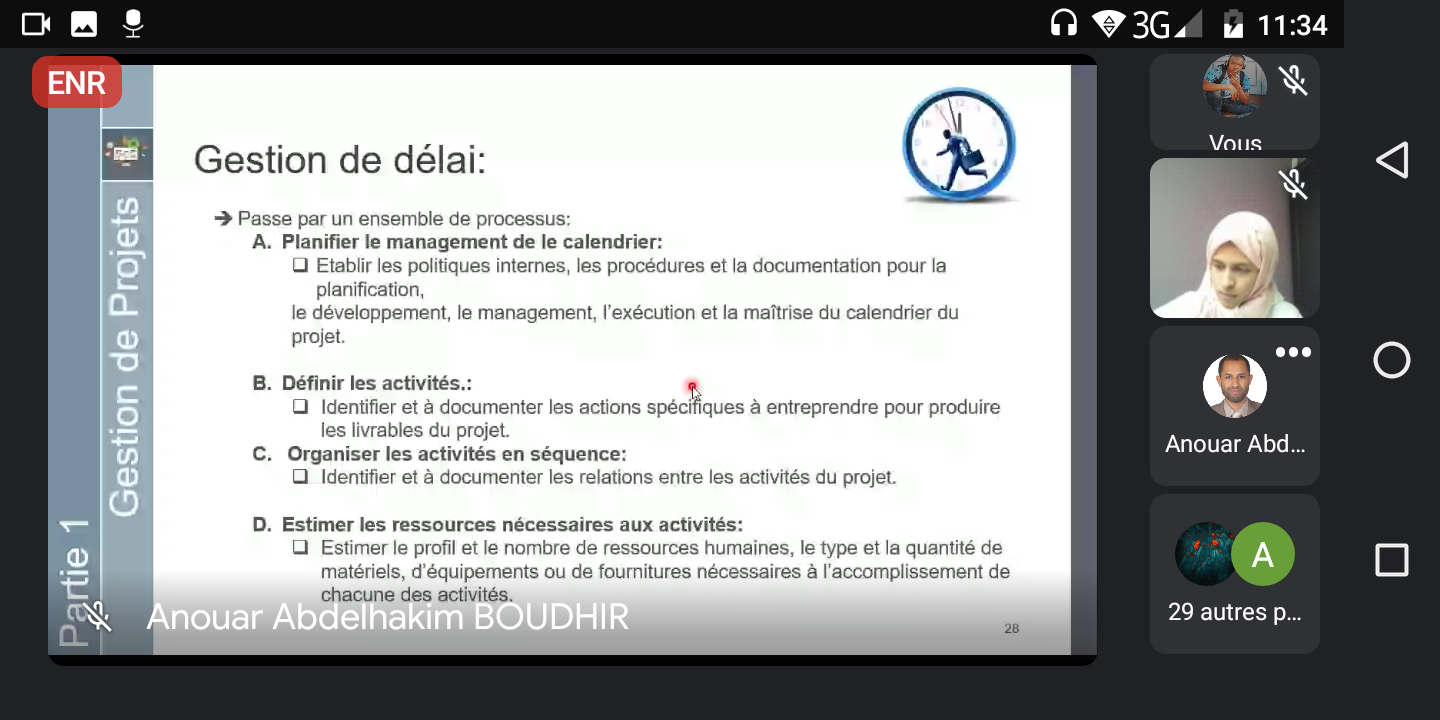 3G 11:34
ENR
Gestion de délai:
➔ Passe par un ensemble de processus:
A. Planifier le management de le calendrier:
❑ Etablir les politiques internes, les procédures et la documentation pour la
planification,
le développement, le management, l'exécution et la maîtrise du calendrier du
projet.
B. Définir les activités.:
❑ Identifier et à documenter les actions spécifiques à entreprendre pour produire
les livrables du projet.
C. Organiser les activités en séquence:
❑ Identifier et à documenter les relations entre les activités du projet.
D. Estimer les ressources nécessaires aux activités:
❑ Estimer le profil et le nombre de ressources humaines, le type et la quantité de
matériels, d'équipements ou de fournitures nécessaires à l'accomplissement de
chacune des activités.
28
Gestion de Projets
Partie 1
Anouar Abdelhakim BOUDHIR
Vous
Anouar Abd...
A
29 autres p...